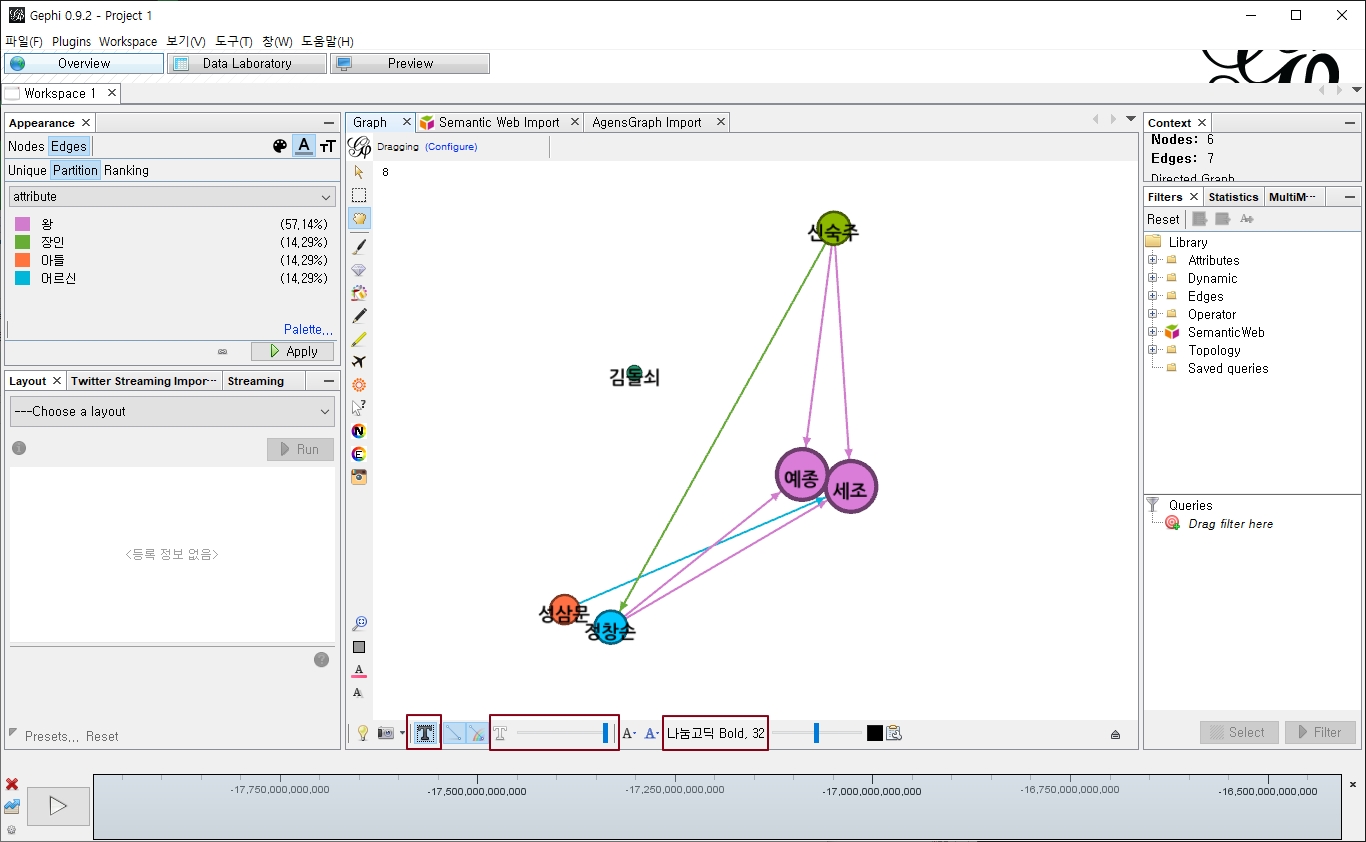 Gephi 0.9.2 - Project 1
파일(F) Plugins Workspace 보기(V) 도구(T) 창(W) 도움말(H)
Overview Data Laboratory Preview
Workspace 1
Appearance
Nodes Edges
Unique Partition Ranking
attribute
왕 (57,14%)
장인 (14,29%)
아들 (14,29%)
어르신 (14,29%)
Palette...
Apply
Layout Twitter Streaming Impor··· Streaming
---Choose a layout
Run
<등록 정보 없음>
Presets... Reset
Graph Semantic Web Import AgensGraph Import
Dragging (Configure)
8
신숙주
김돌쇠
예종
세조
성삼문
정창손
나눔고딕 Bold, 32
Context
Nodes: 6
Edges: 7
Directed Graph
Filters Statistics MultiM···
Reset
Library
Attributes
Dynamic
Edges
Operator
SemanticWeb
Topology
Saved queries
Queries
Drag filter here
Select Filter
-17,750,000,000,000 -17,500,000,000,000 -17,250,000,000,000 -17,000,000,000,000 -16,750,000,000,000 -16,500,000,000,000